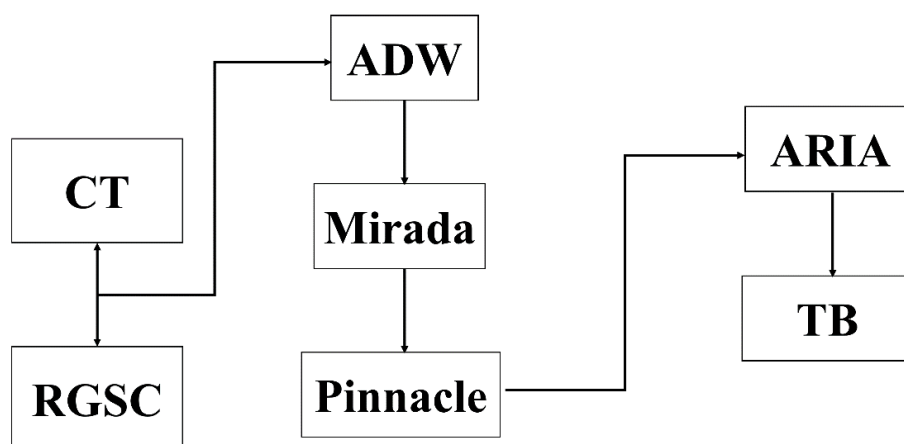 CT
RGSC
ADW
Mirada
Pinnacle
ARIA
TB